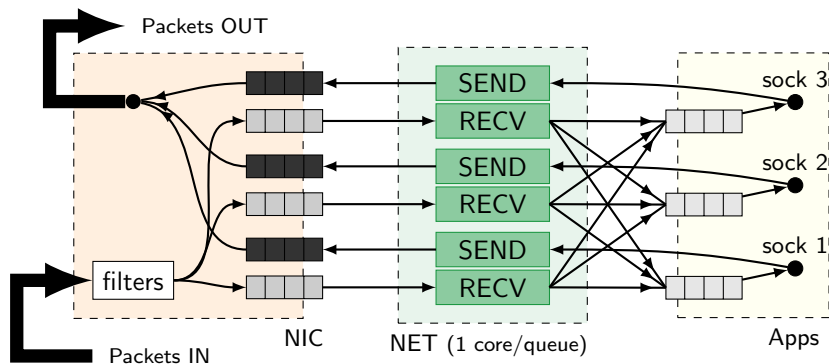 Packets OUT
SEND
sock 3
RECV
SEND
sock 2
RECV
SEND
sock 1
filters
RECV
NIC
NET (1 core/queue)
Apps
Packets IN